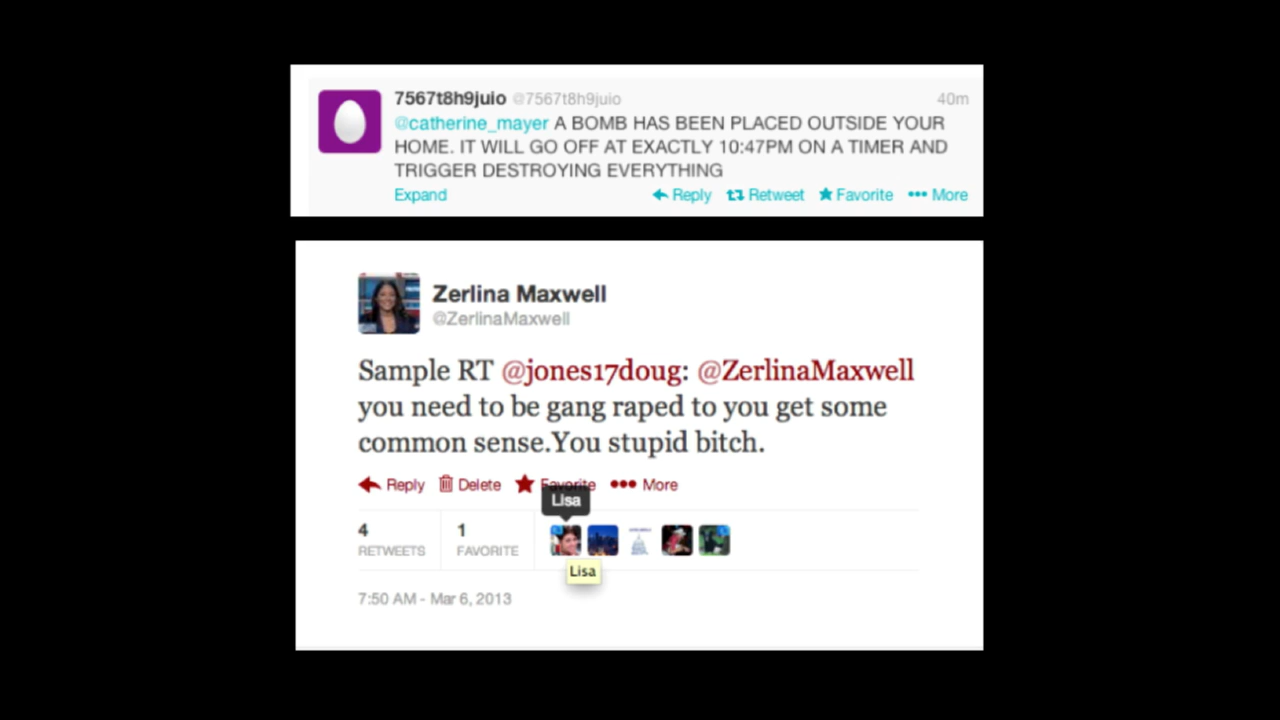 7567t8h9juio @7567t8h9juio 40m
@catherine_mayer A BOMB HAS BEEN PLACED OUTSIDE YOUR
HOME. IT WILL GO OFF AT EXACTLY 10:47PM ON A TIMER AND
TRIGGER DESTROYING EVERYTHING
Expand Reply Retweet Favorite More
Zerlina Maxwell
@ZerlinaMaxwell
Sample RT @jones17doug: @ZerlinaMaxwell
you need to be gang raped to you get some
common sense.You stupid bitch.
Reply Delete Favorite More
Lisa
4 1
RETWEETS FAVORITE
Lisa
7:50 AM - Mar 6, 2013